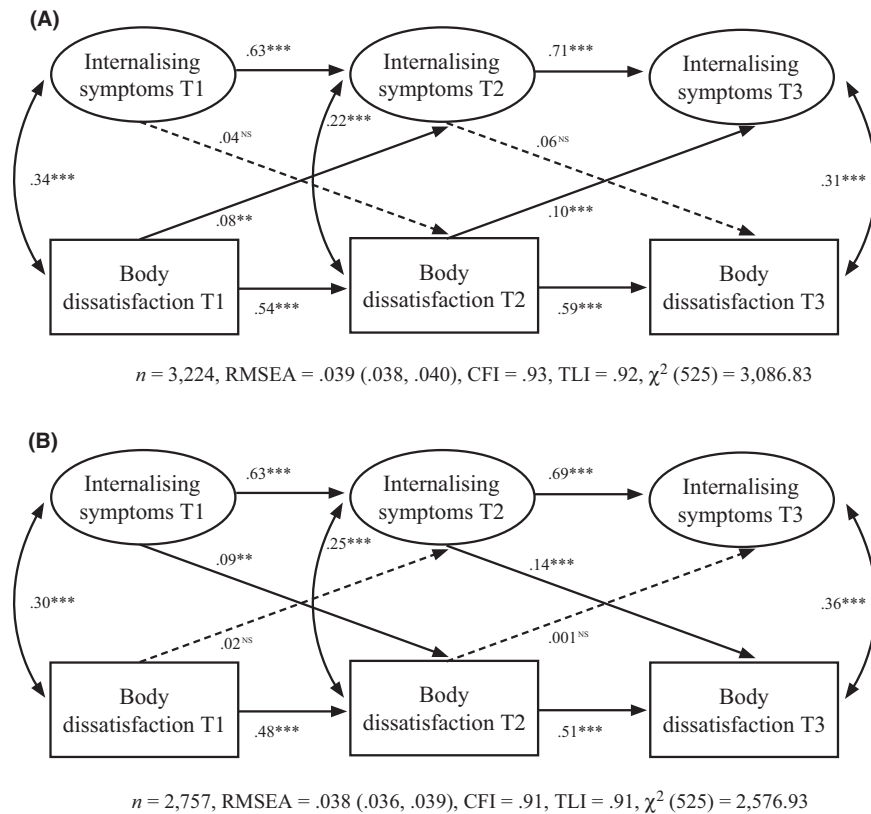 (A)
Internalising
symptoms T1
.63***
Internalising
symptoms T2
.71***
Internalising
symptoms T3
.04NS
.22***
.06NS
.34***
.31***
.08**
.10***
Body
dissatisfaction T1
.54***
Body
dissatisfaction T2
.59***
Body
dissatisfaction T3
n = 3,224, RMSEA = .039 (.038, .040), CFI = .93, TLI = .92, χ² (525) = 3,086.83
(B)
Internalising
symptoms T1
.63***
Internalising
symptoms T2
.69***
Internalising
symptoms T3
.09**
.25***
.14***
.30***
.36***
.02NS
.001NS
Body
dissatisfaction T1
.48***
Body
dissatisfaction T2
.51***
Body
dissatisfaction T3
n = 2,757, RMSEA = .038 (.036, .039), CFI = .91, TLI = .91, χ² (525) = 2,576.93